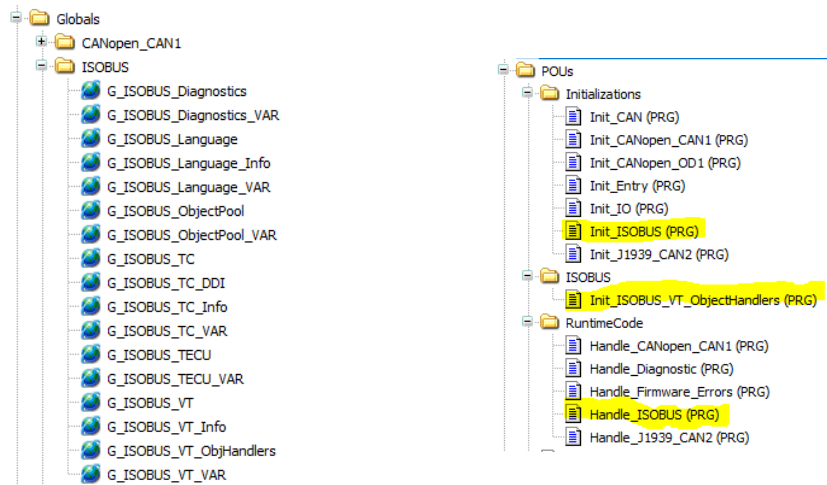 Globals
CANopen_CAN1
ISOBUS
G_ISOBUS_Diagnostics
G_ISOBUS_Diagnostics_VAR
G_ISOBUS_Language
G_ISOBUS_Language_Info
G_ISOBUS_Language_VAR
G_ISOBUS_ObjectPool
G_ISOBUS_ObjectPool_VAR
G_ISOBUS_TC
G_ISOBUS_TC_DDI
G_ISOBUS_TC_Info
G_ISOBUS_TC_VAR
G_ISOBUS_TECU
G_ISOBUS_TECU_VAR
G_ISOBUS_VT
G_ISOBUS_VT_Info
G_ISOBUS_VT_ObjHandlers
G_ISOBUS_VT_VAR
POUs
Initializations
Init_CAN (PRG)
Init_CANopen_CAN1 (PRG)
Init_CANopen_OD1 (PRG)
Init_Entry (PRG)
Init_IO (PRG)
Init_ISOBUS (PRG)
Init_J1939_CAN2 (PRG)
ISOBUS
Init_ISOBUS_VT_ObjectHandlers (PRG)
RuntimeCode
Handle_CANopen_CAN1 (PRG)
Handle_Diagnostic (PRG)
Handle_Firmware_Errors (PRG)
Handle_ISOBUS (PRG)
Handle_J1939_CAN2 (PRG)